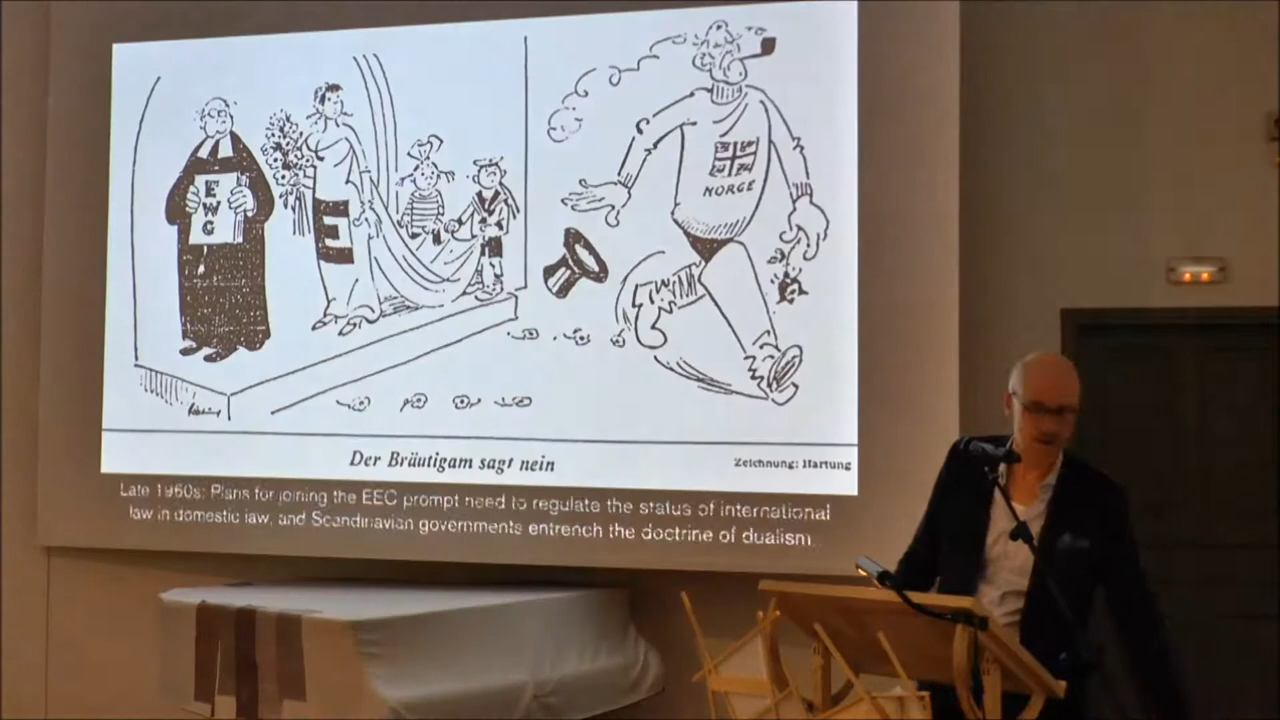 E
W
G
E
NORGE
Der Bräutigam sagt nein
Zeichnung: Hartung
Late 1960s: Plans for joining the EEC prompt need to regulate the status of international
law in domestic law, and Scandinavian governments entrench the doctrine of dualism.